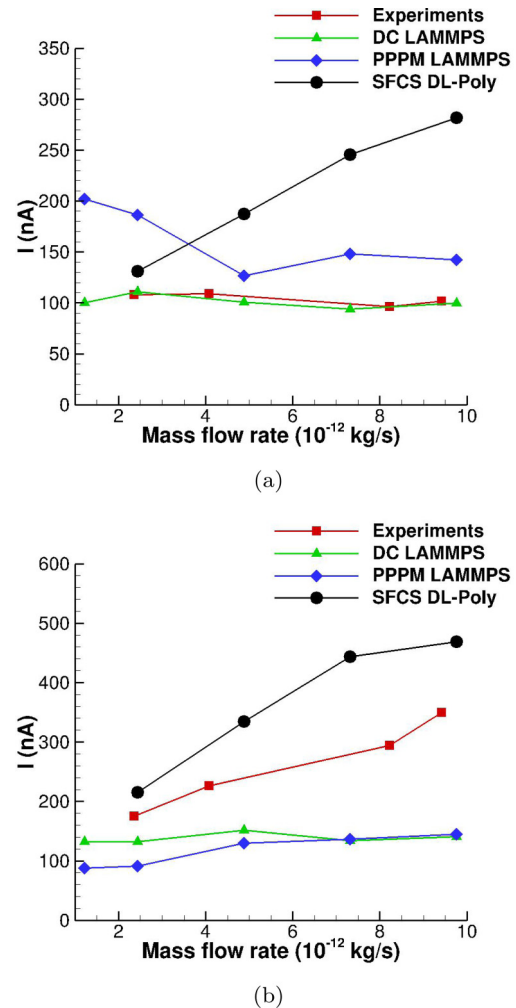 Experiments
DC LAMMPS
PPPM LAMMPS
SFCS DL-Poly
350
300
250
200
150
100
50
0
I (nA)
2 4 6 8 10
Mass flow rate (10⁻¹² kg/s)
(a)
Experiments
DC LAMMPS
PPPM LAMMPS
SFCS DL-Poly
600
500
400
300
200
100
0
I (nA)
2 4 6 8 10
Mass flow rate (10⁻¹² kg/s)
(b)